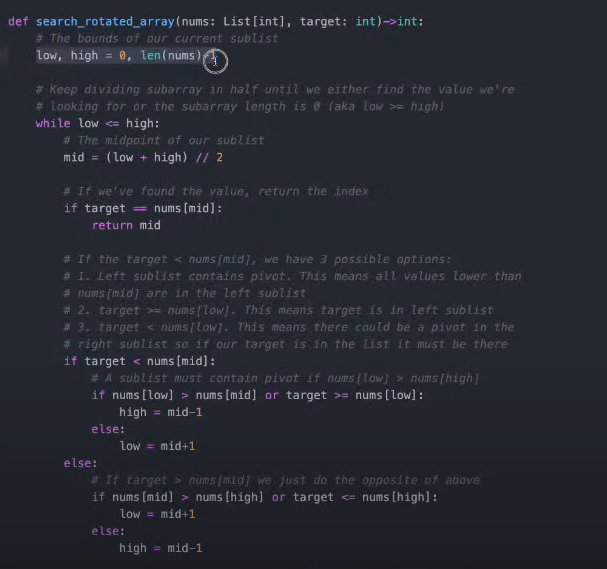 def search_rotated_array(nums: List[int], target: int)->int:
# The bounds of our current sublist
low, high = 0, len(nums)-1
# Keep dividing subarray in half until we either find the value we're
# looking for or the subarray length is 0 (aka low >= high)
while low <= high:
# The midpoint of our sublist
mid = (low + high) // 2
# If we've found the value, return the index
if target == nums[mid]:
return mid
# If the target < nums[mid], we have 3 possible options:
# 1. Left sublist contains pivot. This means all values lower than
# nums[mid] are in the left sublist
# 2. target >= nums[low]. This means target is in left sublist
# 3. target < nums[low]. This means there could be a pivot in the
# right sublist so if our target is in the list it must be there
if target < nums[mid]:
# A sublist must contain pivot if nums[low] > nums[high]
if nums[low] > nums[mid] or target >= nums[low]:
high = mid-1
else:
low = mid+1
else:
# If target > nums[mid] we just do the opposite of above
if nums[mid] > nums[high] or target <= nums[high]:
low = mid+1
else:
high = mid-1